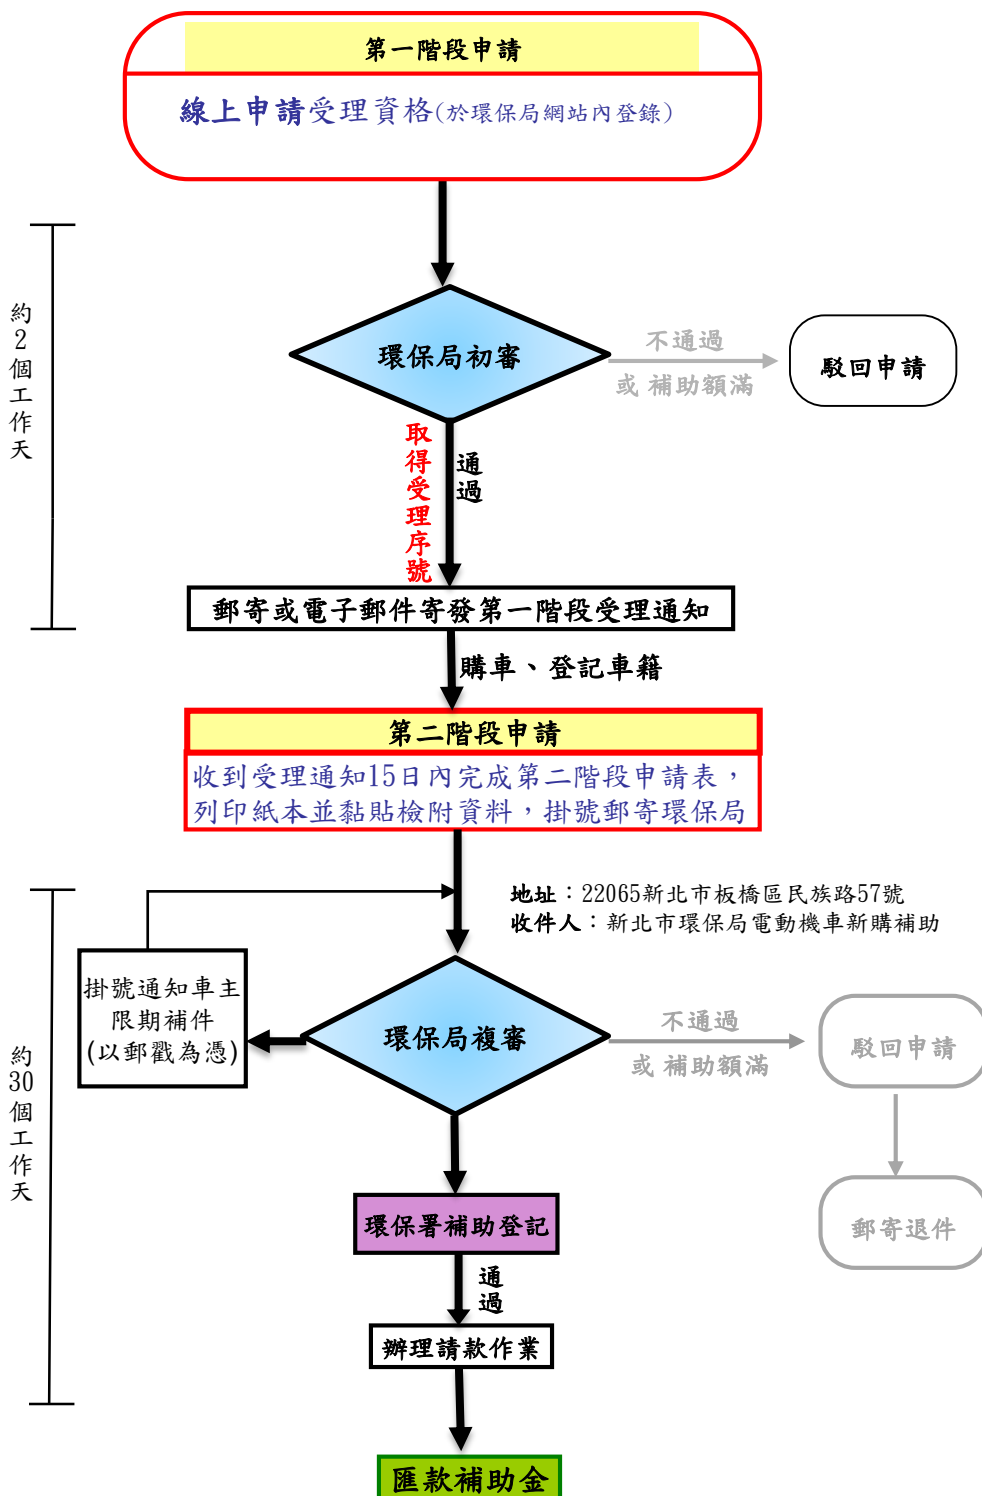 第一階段申請
線上申請受理資格(於環保局網站內登錄)
約2個工作天
環保局初審
不通過
或 補助額滿
駁回申請
取得受理序號
通過
郵寄或電子郵件寄發第一階段受理通知
購車、登記車籍
第二階段申請
收到受理通知15日內完成第二階段申請表，
列印紙本並黏貼檢附資料，掛號郵寄環保局
地址：22065新北市板橋區民族路57號
收件人：新北市環保局電動機車新購補助
掛號通知車主
限期補件
(以郵戳為憑)
約30個工作天
環保局複審
不通過
或 補助額滿
駁回申請
郵寄退件
環保署補助登記
通過
辦理請款作業
匯款補助金